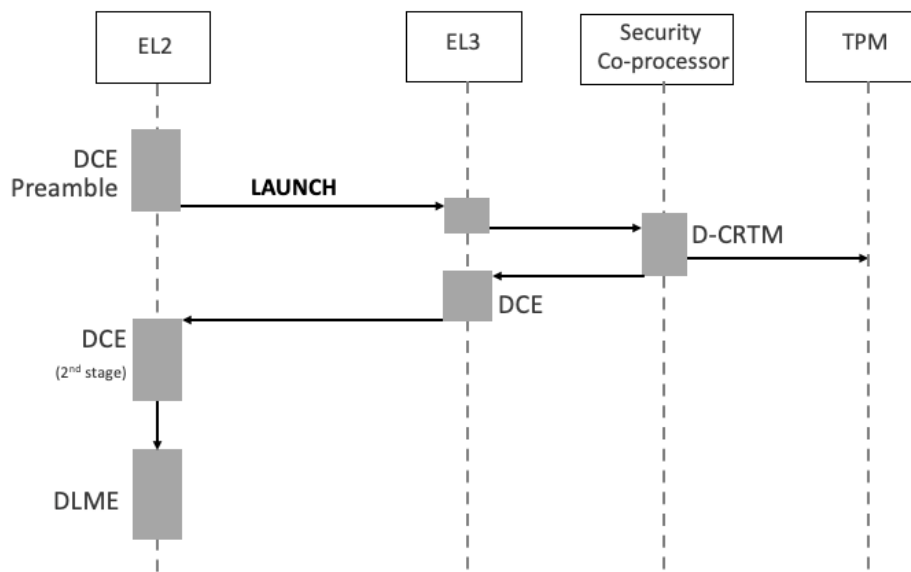 EL2
EL3
Security
Co-processor
TPM
DCE
Preamble
LAUNCH
D-CRTM
DCE
DCE
(2nd stage)
DLME